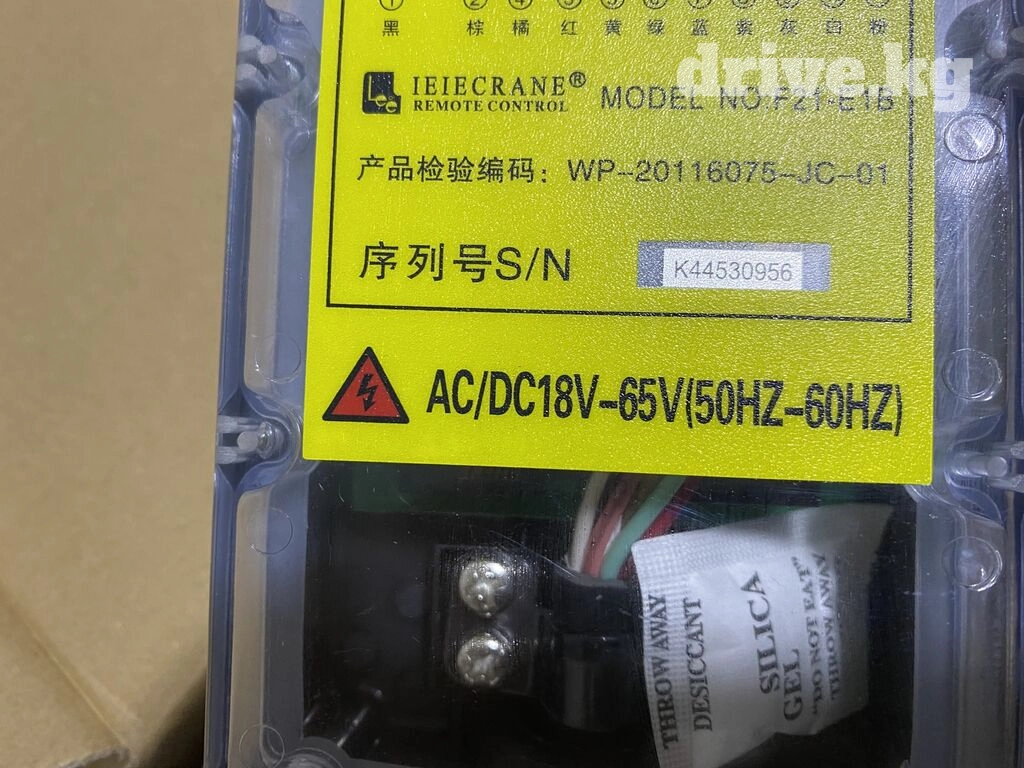 黑 棕 橘 红 黄 绿 蓝 紫 灰 白 粉
drive.kg
IEIECRANE®
REMOTE CONTROL
MODEL NO:F21-E1B
产品检验编码：WP-20116075-JC-01
序列号S/N
K44530956
AC/DC18V-65V(50HZ-60HZ)
THROW AWAY
DESICCANT
SILICA
GEL
"DO NOT EAT"
THROW AWAY